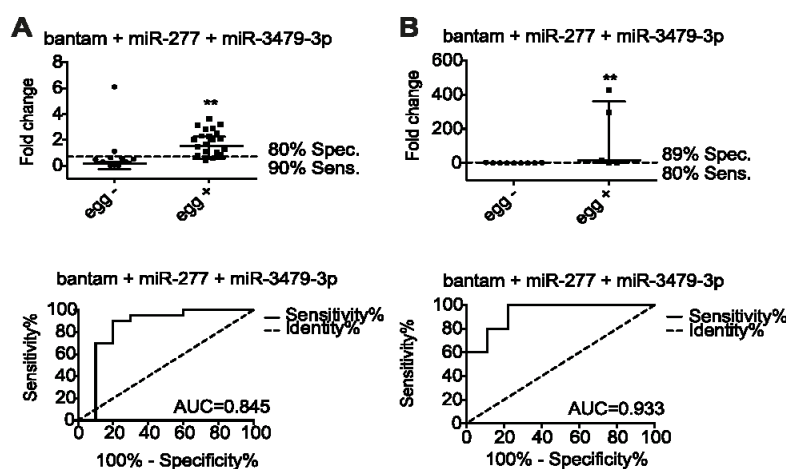 A
bantam + miR-277 + miR-3479-3p
Fold change
8
6
4
2
0
**
80% Spec.
90% Sens.
egg -
egg +
B
bantam + miR-277 + miR-3479-3p
Fold change
600
400
200
0
-100
**
89% Spec.
80% Sens.
egg -
egg +
bantam + miR-277 + miR-3479-3p
Sensitivity%
100
80
60
40
20
0
0 20 40 60 80 100
100% - Specificity%
Sensitivity%
Identity%
AUC=0.845
bantam + miR-277 + miR-3479-3p
Sensitivity%
100
80
60
40
20
0
0 20 40 60 80 100
100% - Specificity%
Sensitivity%
Identity%
AUC=0.933